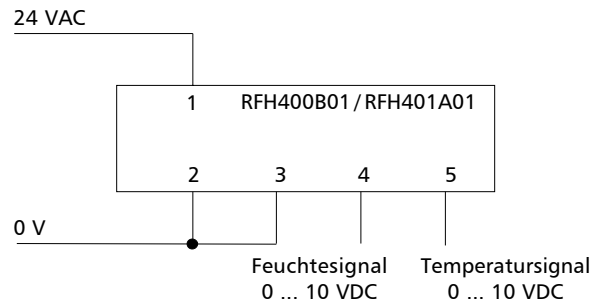 24 VAC
1 RFH400B01/RFH401A01
2 3 4 5
0 V
Feuchtesignal Temperatursignal
0 ... 10 VDC 0 ... 10 VDC